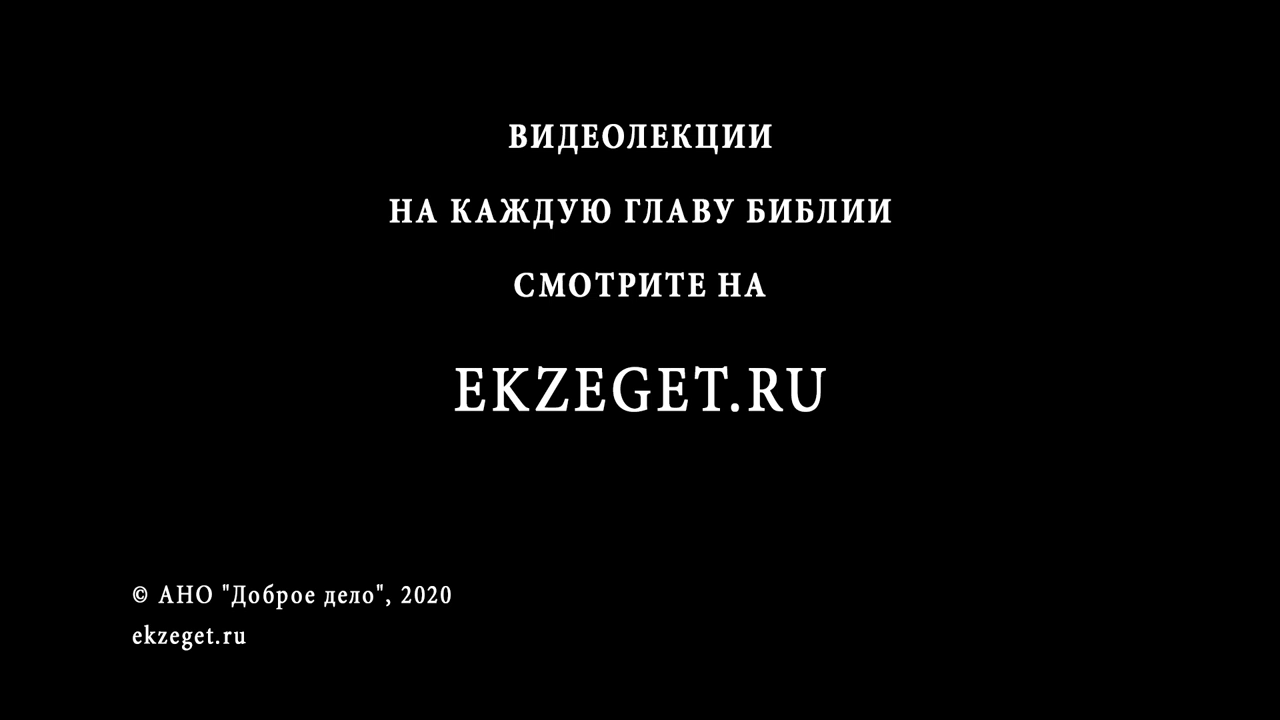 ВИДЕОЛЕКЦИИ
НА КАЖДУЮ ГЛАВУ БИБЛИИ
СМОТРИТЕ НА
EKZEGET.RU
© АНО "Доброе дело", 2020
ekzeget.ru